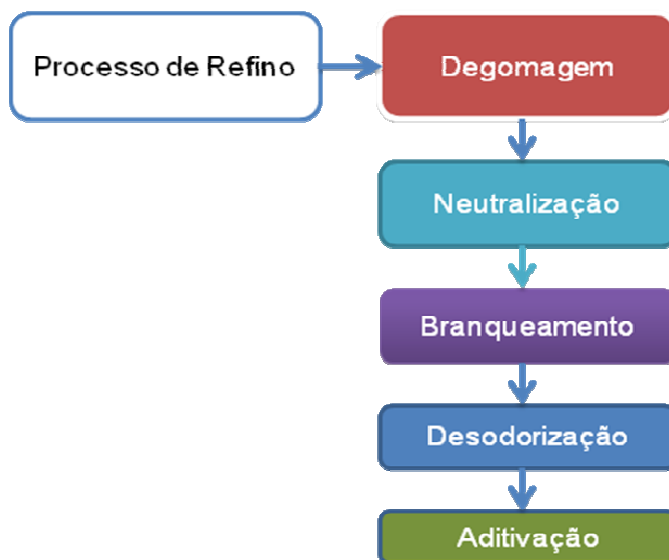 Processo de Refino
Degomagem
Neutralização
Branqueamento
Desodorização
Aditivação